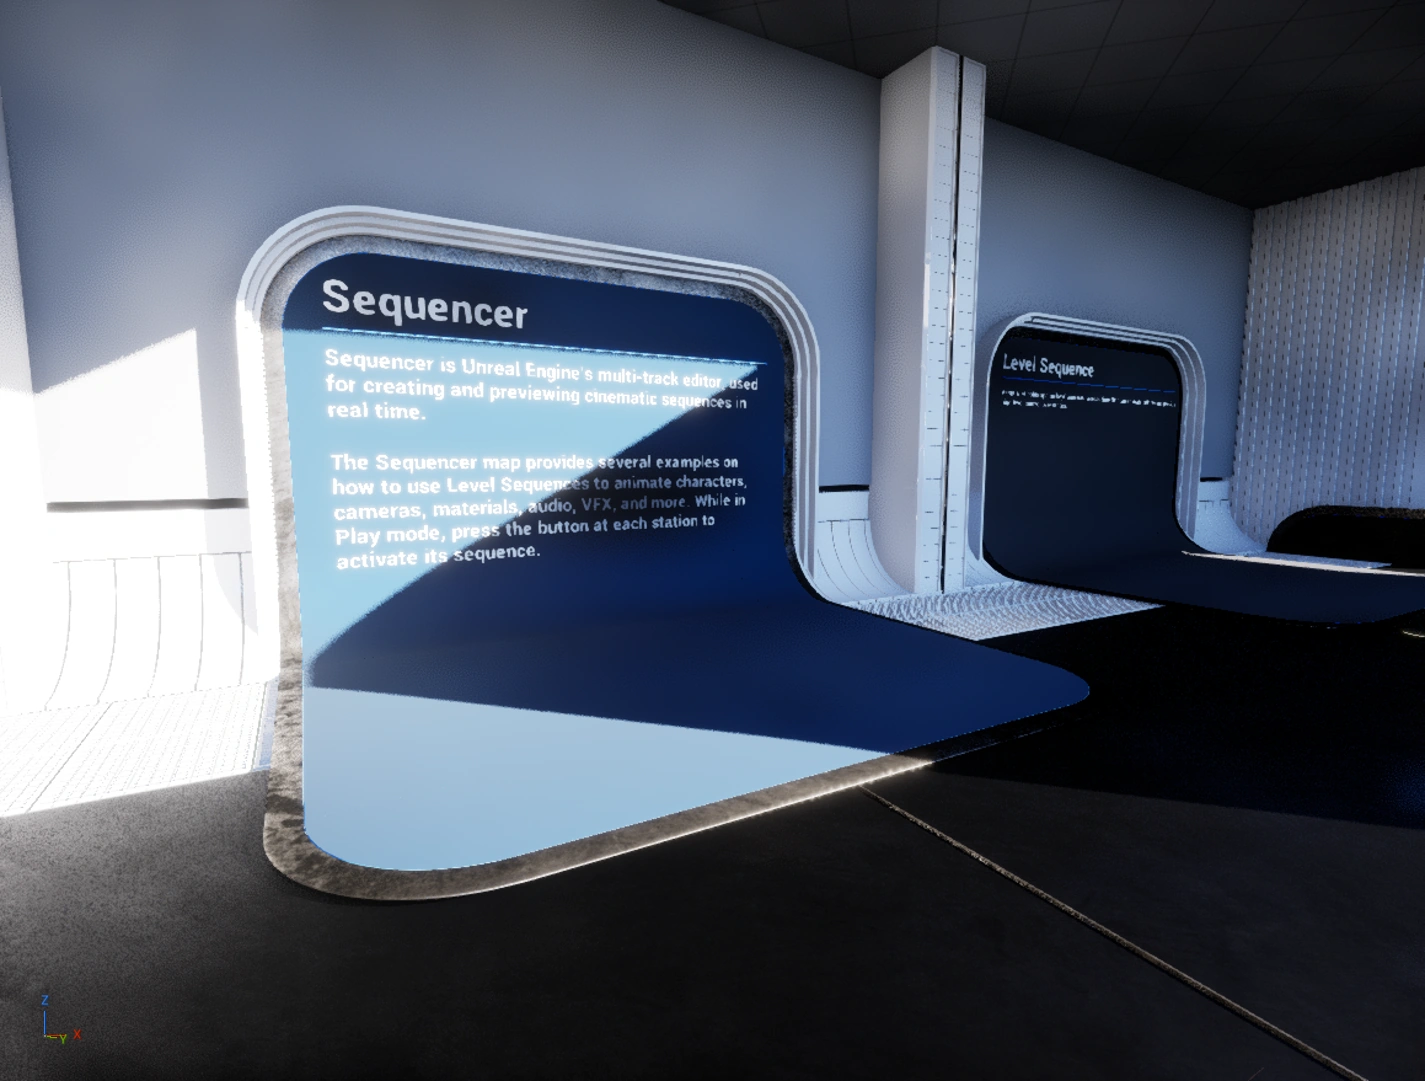 Sequencer
Sequencer is Unreal Engine's multi-track editor, used
for creating and previewing cinematic sequences in
real time.
The Sequencer map provides several examples on
how to use Level Sequences to animate characters,
cameras, materials, audio, VFX, and more. While in
Play mode, press the button at each station to
activate its sequence.
Level Sequence
Z
Y
X